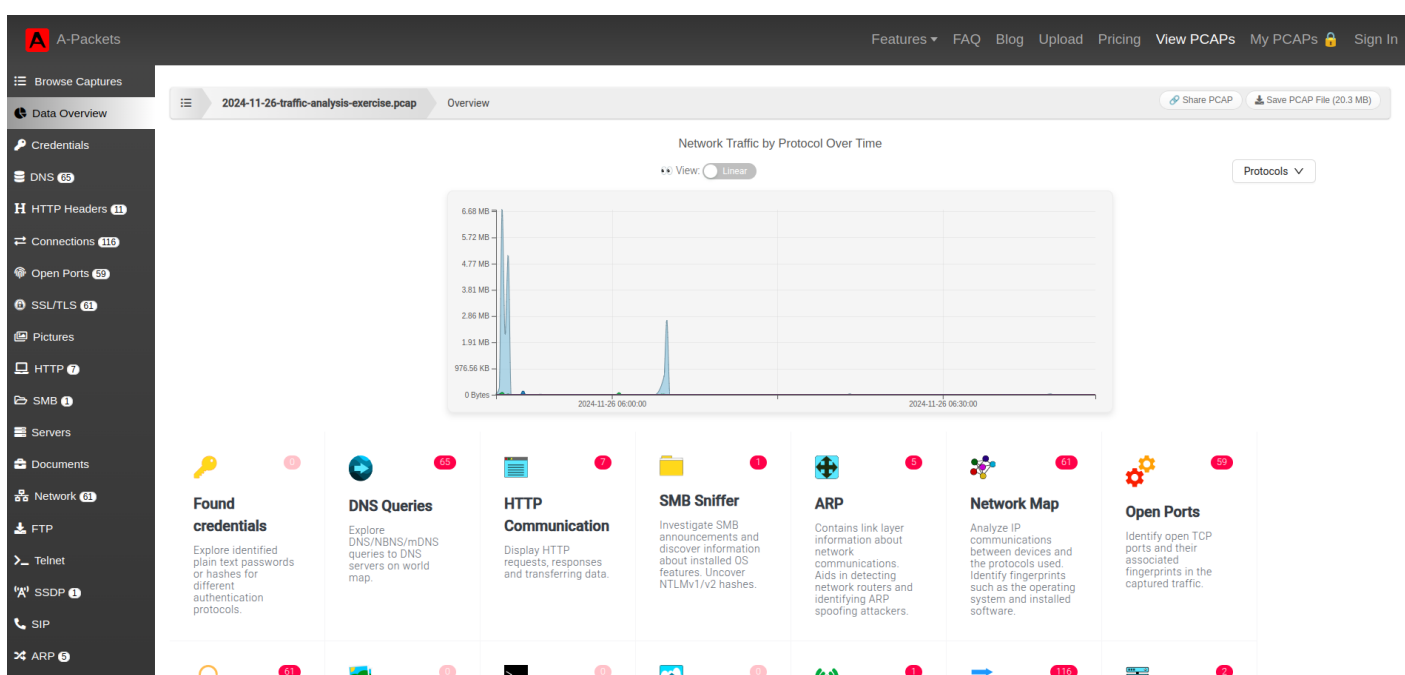 A A-Packets
Features FAQ Blog Upload Pricing View PCAPs My PCAPs Sign In
Browse Captures
Data Overview
Credentials
DNS 65
HTTP Headers 11
Connections 116
Open Ports 59
SSL/TLS 61
Pictures
HTTP 7
SMB 1
Servers
Documents
Network 61
FTP
Telnet
SSDP 1
SIP
ARP 5
2024-11-26-traffic-analysis-exercise.pcap Overview
Share PCAP Save PCAP File (20.3 MB)
Network Traffic by Protocol Over Time
View: Linear
Protocols
6.68 MB
5.72 MB
4.77 MB
3.81 MB
2.86 MB
1.91 MB
976.56 KB
0 Bytes
2024-11-26 06:00:00 2024-11-26 06:30:00
0
Found
credentials
Explore identified
plain text passwords
or hashes for
different
authentication
protocols.
65
DNS Queries
Explore
DNS/NBNS/mDNS
queries to DNS
servers on world
map.
7
HTTP
Communication
Display HTTP
requests, responses
and transferring data.
1
SMB Sniffer
Investigate SMB
announcements and
discover information
about installed OS
features. Uncover
NTLMv1/v2 hashes.
5
ARP
Contains link layer
information about
network
communications.
Aids in detecting
network routers and
identifying ARP
spoofing attackers.
61
Network Map
Analyze IP
communications
between devices and
the protocols used.
Identify fingerprints
such as the operating
system and installed
software.
59
Open Ports
Identify open TCP
ports and their
associated
fingerprints in the
captured traffic.
61 0 0 0 1 116 2